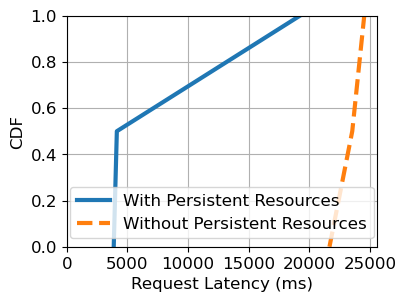 1.0
0.8
0.6
0.4
0.2
0.0
CDF
With Persistent Resources
Without Persistent Resources
0 5000 10000 15000 20000 25000
Request Latency (ms)